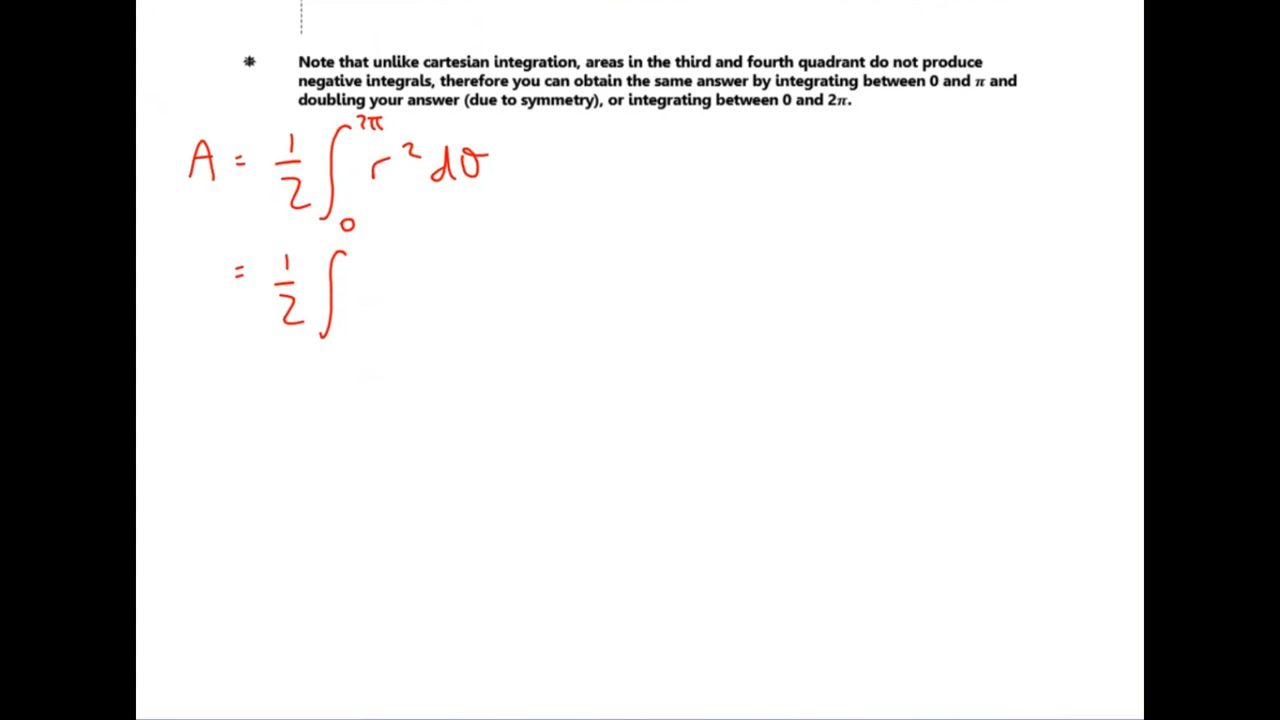 * Note that unlike cartesian integration, areas in the third and fourth quadrant do not produce
negative integrals, therefore you can obtain the same answer by integrating between 0 and π and
doubling your answer (due to symmetry), or integrating between 0 and 2π.
A = 1/2 ∫₀^2π r² dθ
= 1/2 ∫